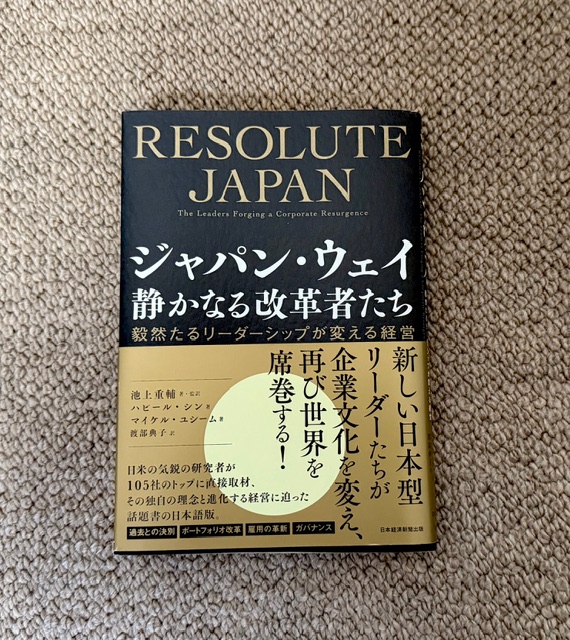 RESOLUTE
JAPAN
The Leaders Forging a Corporate Resurgence
ジャパン・ウェイ
静かなる改革者たち
毅然たるリーダーシップが変える経営
新しい日本型
リーダーたちが
企業文化を変え、
再び世界を
席巻する!
池上重輔 著・監訳
ハビール・シン 著
マイケル・ユシーム 著
渡部典子 訳
日米の気鋭の研究者が
105社のトップに直接取材、
その独自の理念と進化する経営に迫った
話題書の日本語版。
過去との決別 ポートフォリオ改革 雇用の革新 ガバナンス
日本経済新聞出版